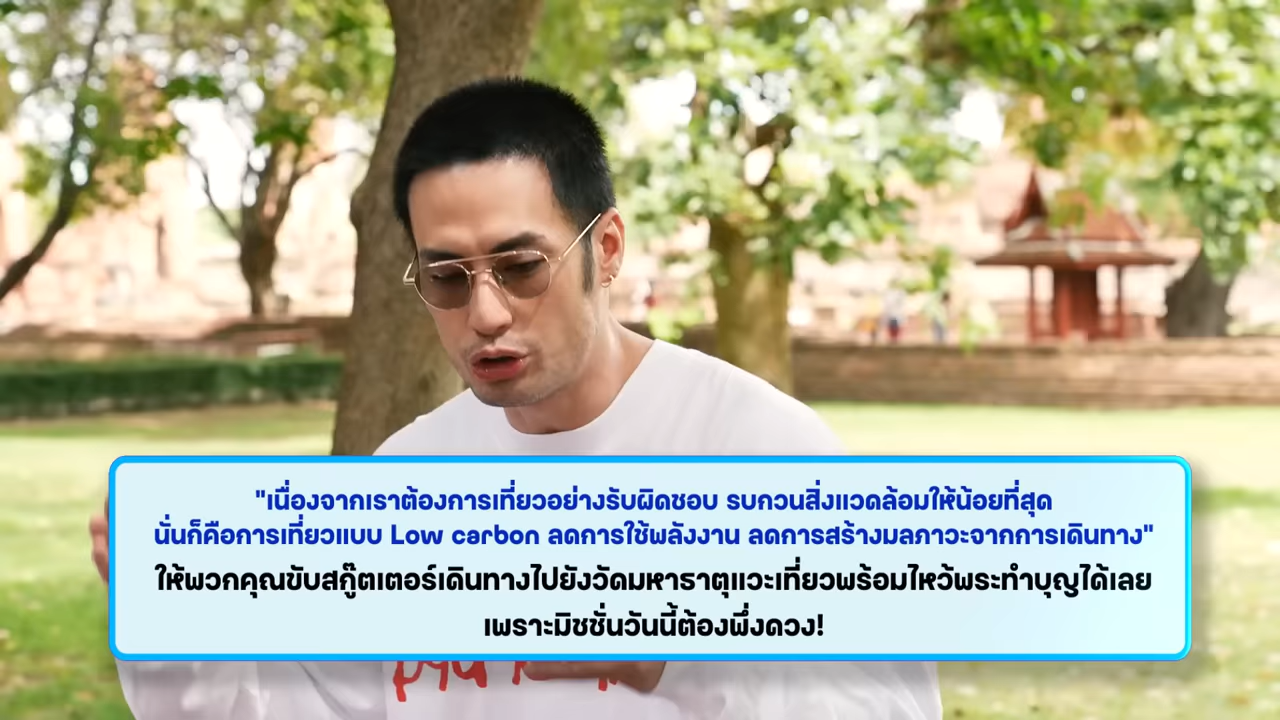 "เนื่องจากเราต้องการเที่ยวอย่างรับผิดชอบ รบกวนสิ่งแวดล้อมให้น้อยที่สุด
นั่นก็คือการเที่ยวแบบ Low carbon ลดการใช้พลังงาน ลดการสร้างมลภาวะจากการเดินทาง"
ให้พวกคุณขับสกู๊ตเตอร์เดินทางไปยังวัดมหาธาตุแวะเที่ยวพร้อมไหว้พระทำบุญได้เลย
เพราะมิชชั่นวันนี้ต้องพึ่งดวง!